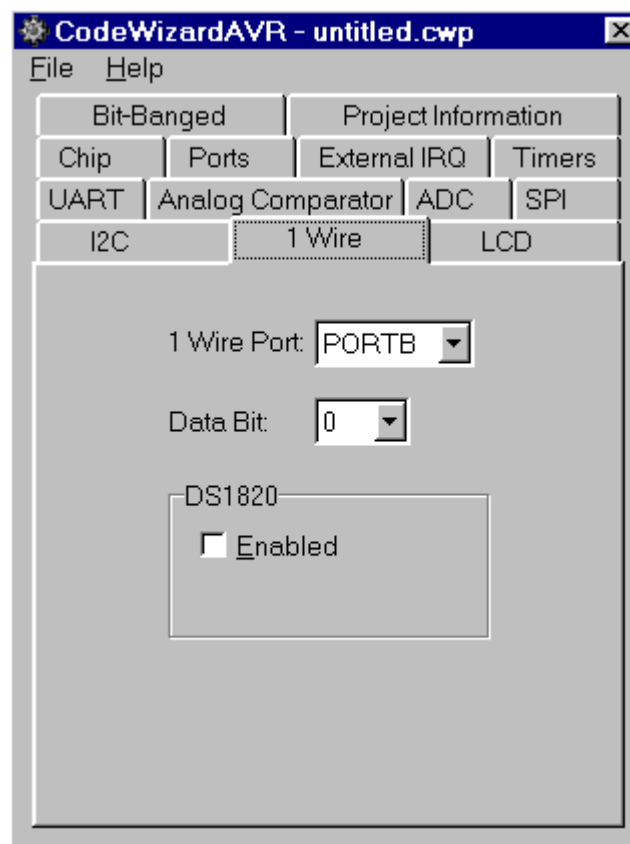 CodeWizardAVR - untitled.cwp
File Help
Bit-Banged Project Information
Chip Ports External IRQ Timers
UART Analog Comparator ADC SPI
I2C 1 Wire LCD
1 Wire Port: PORTB
Data Bit: 0
DS1820
Enabled